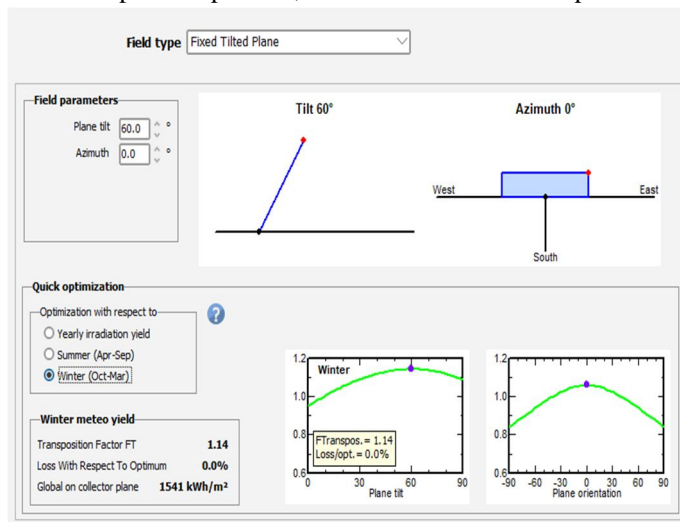 Field type Fixed Tilted Plane
Field parameters
Plane tilt 60.0 °
Azimuth 0.0 °
Tilt 60°
Azimuth 0°
West
East
South
Quick optimization
Optimization with respect to
Yearly irradiation yield
Summer (Apr-Sep)
Winter (Oct-Mar)
?
Winter meteo yield
Transposition Factor FT 1.14
Loss With Respect To Optimum 0.0%
Global on collector plane 1541 kWh/m²
1.2
1.0
0.8
0.6
Winter
FTranspos. = 1.14
Loss/opt. = 0.0%
0 30 60 90
Plane tilt
1.2
1.0
0.8
0.6
-90 -60 -30 0 30 60 90
Plane orientation